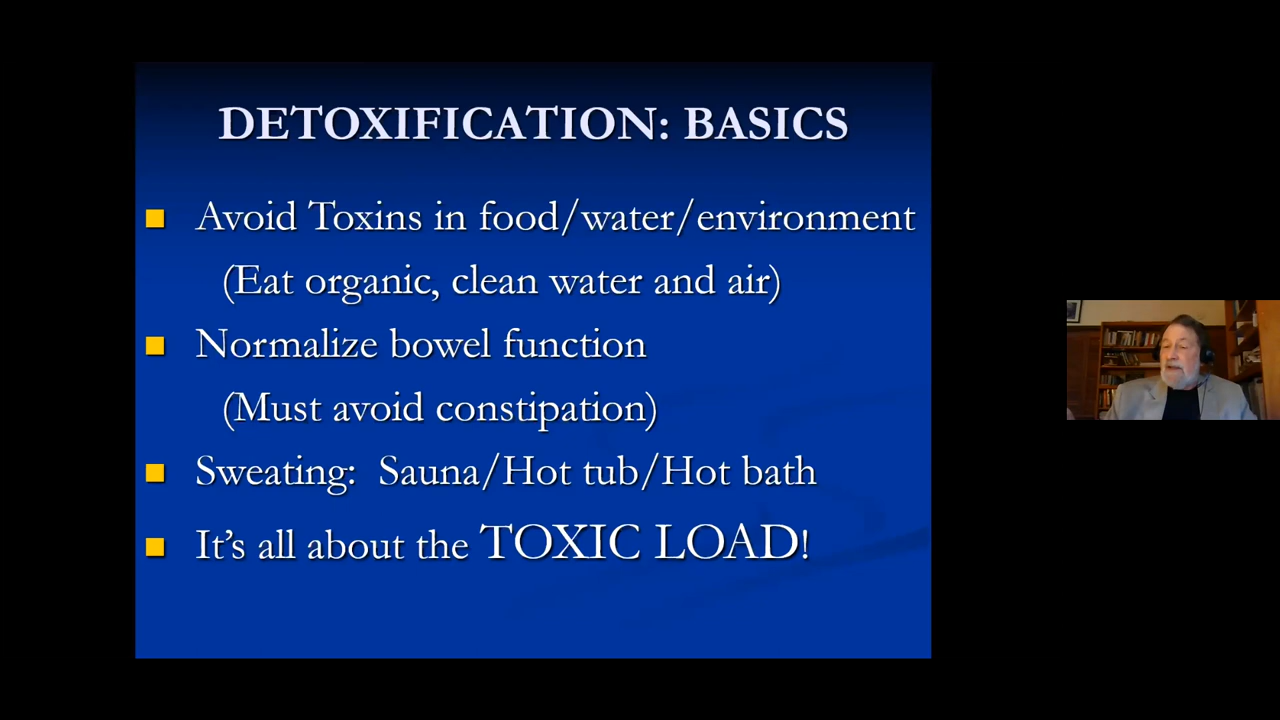 DETOXIFICATION: BASICS
Avoid Toxins in food/water/environment
(Eat organic, clean water and air)
Normalize bowel function
(Must avoid constipation)
Sweating: Sauna/Hot tub/Hot bath
It's all about the TOXIC LOAD!